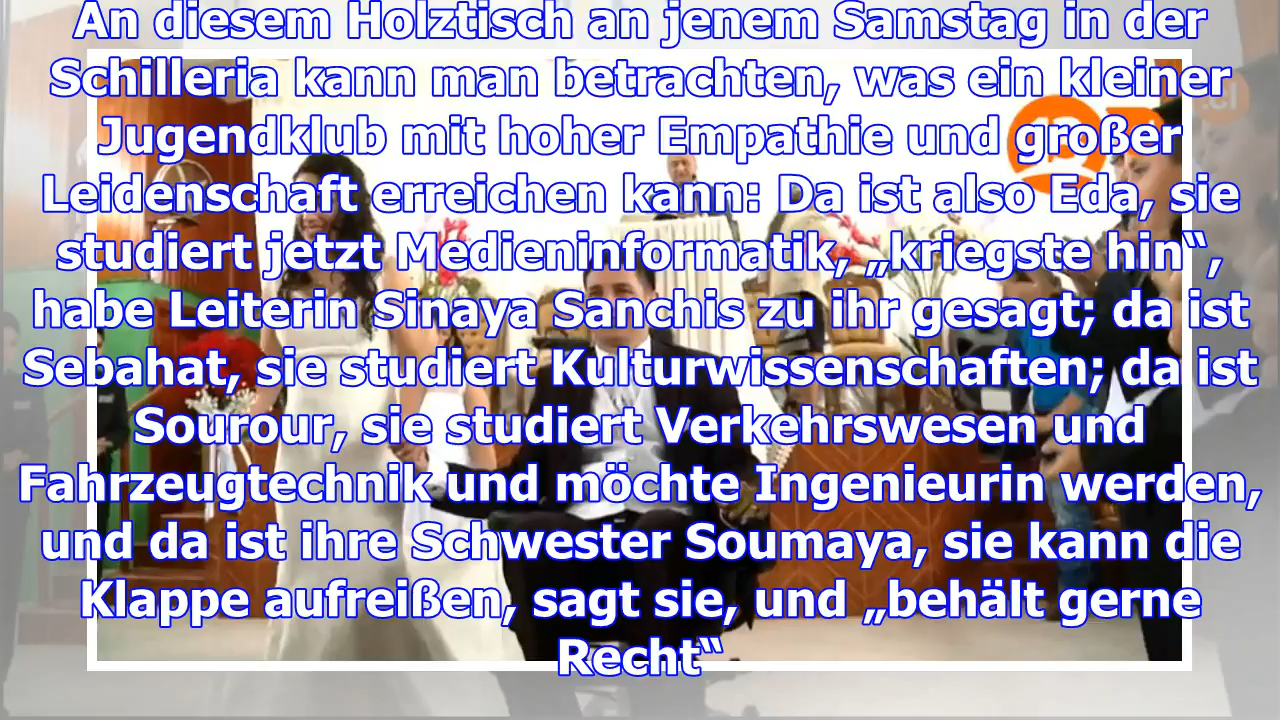 An diesem Holztisch an jenem Samstag in der
Schilleria kann man betrachten, was ein kleiner
Jugendklub mit hoher Empathie und großer
Leidenschaft erreichen kann: Da ist also Eda, sie
studiert jetzt Medieninformatik, „kriegste hin“,
habe Leiterin Sinaya Sanchis zu ihr gesagt; da ist
Sebahat, sie studiert Kulturwissenschaften; da ist
Sourour, sie studiert Verkehrswesen und
Fahrzeugtechnik und möchte Ingenieurin werden,
und da ist ihre Schwester Soumaya, sie kann die
Klappe aufreißen, sagt sie, und „behält gerne
Recht“
.cl